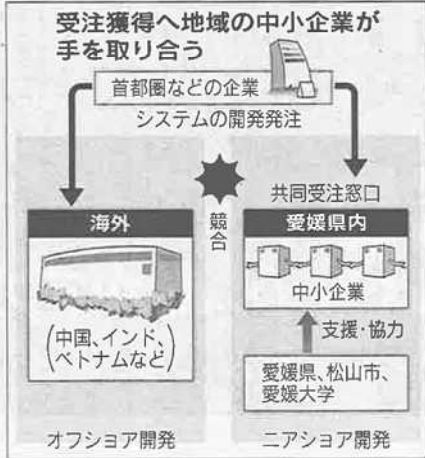 受注獲得へ地域の中小企業が
手を取り合う
首都圏などの企業
システムの開発発注
海外
(中国、インド、
ベトナムなど)
オフショア開発
競合
共同受注窓口
愛媛県内
中小企業
支援・協力
愛媛県、松山市、
愛媛大学
ニアショア開発